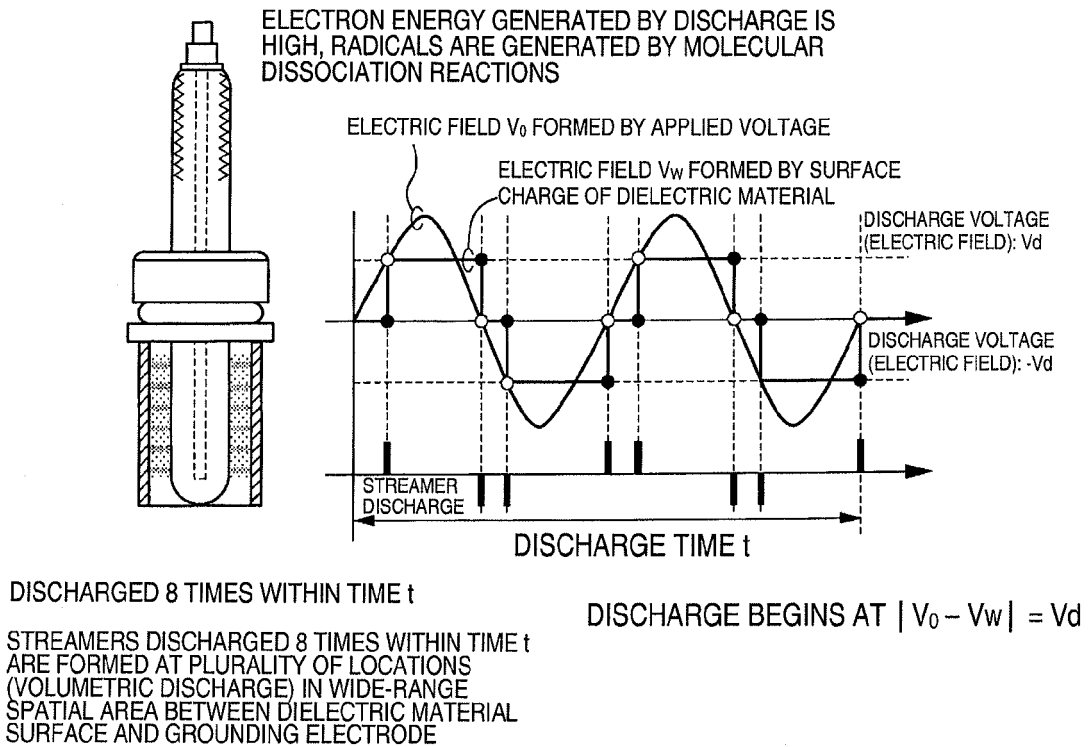 ELECTRON ENERGY GENERATED BY DISCHARGE IS
HIGH, RADICALS ARE GENERATED BY MOLECULAR
DISSOCIATION REACTIONS
ELECTRIC FIELD V0 FORMED BY APPLIED VOLTAGE
ELECTRIC FIELD VW FORMED BY SURFACE
CHARGE OF DIELECTRIC MATERIAL
DISCHARGE VOLTAGE
(ELECTRIC FIELD): Vd
DISCHARGE VOLTAGE
(ELECTRIC FIELD): -Vd
STREAMER
DISCHARGE
DISCHARGE TIME t
DISCHARGED 8 TIMES WITHIN TIME t
DISCHARGE BEGINS AT | V0 – VW | = Vd
STREAMERS DISCHARGED 8 TIMES WITHIN TIME t
ARE FORMED AT PLURALITY OF LOCATIONS
(VOLUMETRIC DISCHARGE) IN WIDE-RANGE
SPATIAL AREA BETWEEN DIELECTRIC MATERIAL
SURFACE AND GROUNDING ELECTRODE